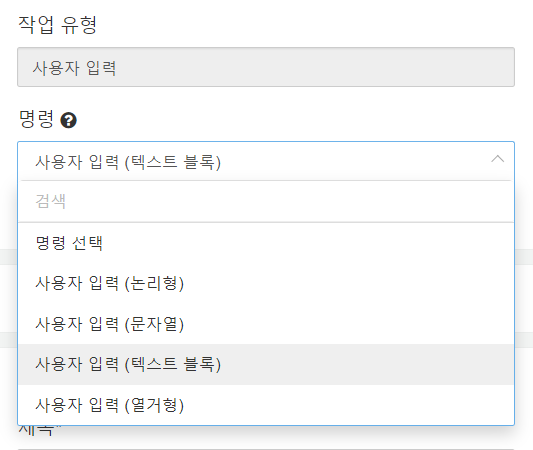 작업 유형
사용자 입력
명령
사용자 입력 (텍스트 블록)
검색
명령 선택
사용자 입력 (논리형)
사용자 입력 (문자열)
사용자 입력 (텍스트 블록)
사용자 입력 (열거형)